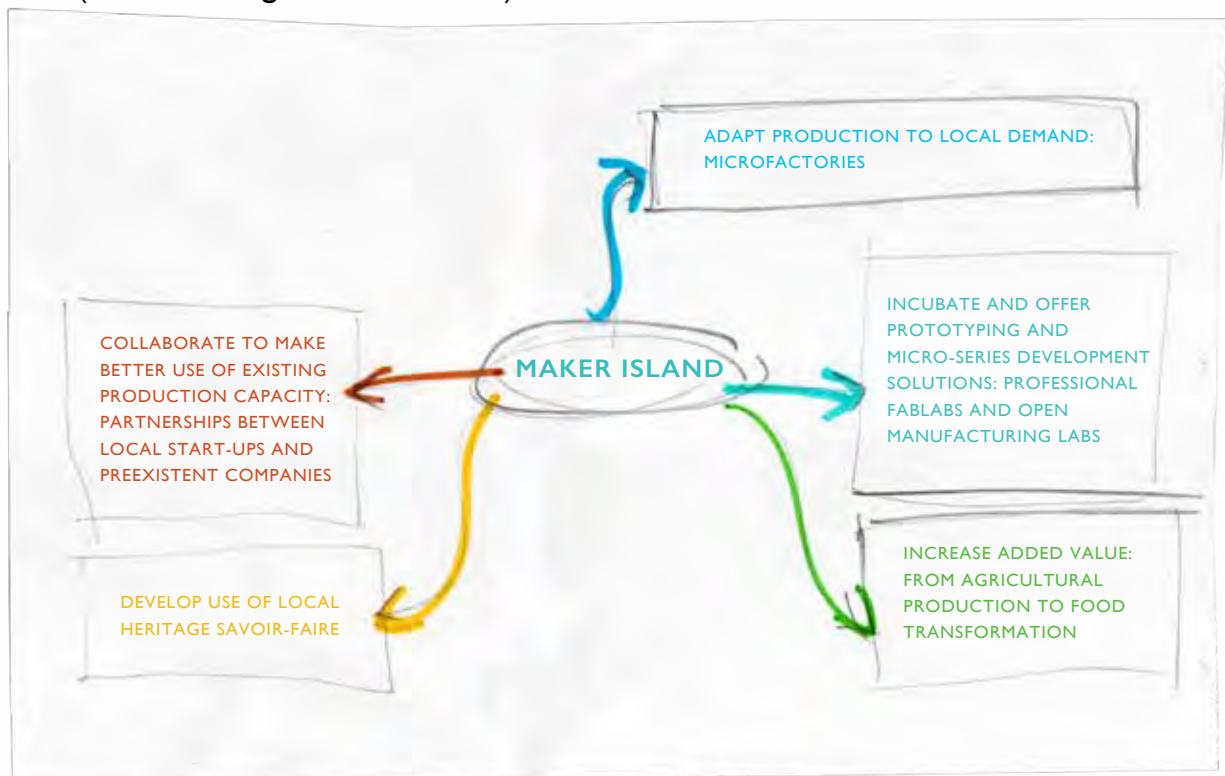 ADAPT PRODUCTION TO LOCAL DEMAND:
MICROFACTORIES
INCUBATE AND OFFER
PROTOTYPING AND
MICRO-SERIES DEVELOPMENT
SOLUTIONS: PROFESSIONAL
FABLABS AND OPEN
MANUFACTURING LABS
COLLABORATE TO MAKE
BETTER USE OF EXISTING
PRODUCTION CAPACITY:
PARTNERSHIPS BETWEEN
LOCAL START-UPS AND
PREEXISTENT COMPANIES
MAKER ISLAND
INCREASE ADDED VALUE:
FROM AGRICULTURAL
PRODUCTION TO FOOD
TRANSFORMATION
DEVELOP USE OF LOCAL
HERITAGE SAVOIR-FAIRE